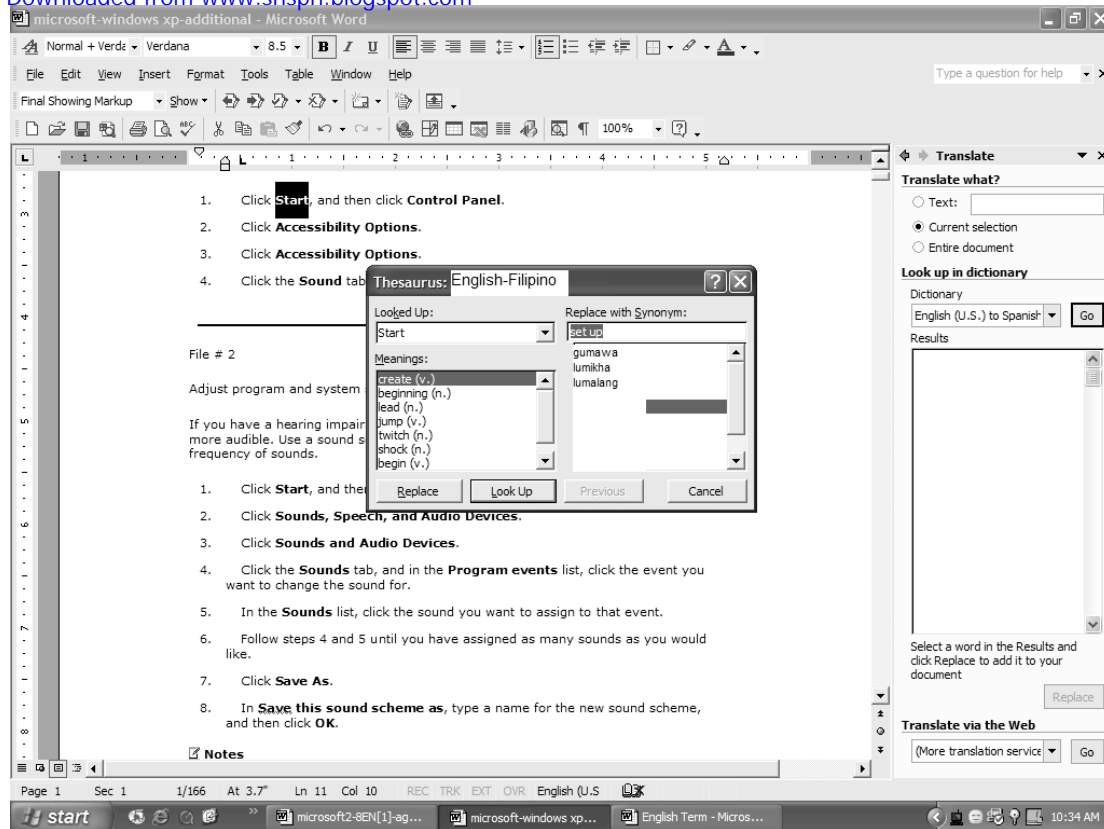 Downloaded from www.shsph.blogspot.com
microsoft-windows xp-additional - Microsoft Word
Normal + Verda Verdana 8.5 B I U
File Edit View Insert Format Tools Table Window Help Type a question for help
Final Showing Markup Show
100%
1 1 2 3 4 5
1. Click Start, and then click Control Panel.
2. Click Accessibility Options.
3. Click Accessibility Options.
4. Click the Sound tab
File # 2
Adjust program and system
If you have a hearing impair
more audible. Use a sound s
frequency of sounds.
1. Click Start, and the
2. Click Sounds, Speech, and Audio Devices.
3. Click Sounds and Audio Devices.
4. Click the Sounds tab, and in the Program events list, click the event you
want to change the sound for.
5. In the Sounds list, click the sound you want to assign to that event.
6. Follow steps 4 and 5 until you have assigned as many sounds as you would
like.
7. Click Save As.
8. In Save this sound scheme as, type a name for the new sound scheme,
and then click OK.
Notes
Thesaurus: English-Filipino
Looked Up:
Start
Meanings:
create (v.)
beginning (n.)
lead (n.)
jump (v.)
twitch (n.)
shock (n.)
begin (v.)
Replace with Synonym:
set up
gumawa
lumikha
lumalang
Replace Look Up Previous Cancel
Translate
Translate what?
Text:
Current selection
Entire document
Look up in dictionary
Dictionary
English (U.S.) to Spanish Go
Results
Select a word in the Results and
click Replace to add it to your
document
Replace
Translate via the Web
(More translation service Go
Page 1 Sec 1 1/166 At 3.7" Ln 11 Col 10 REC TRK EXT OVR English (U.S
start microsoft2-8EN[1]-ag... microsoft-windows xp... English Term - Micros... 10:34 AM